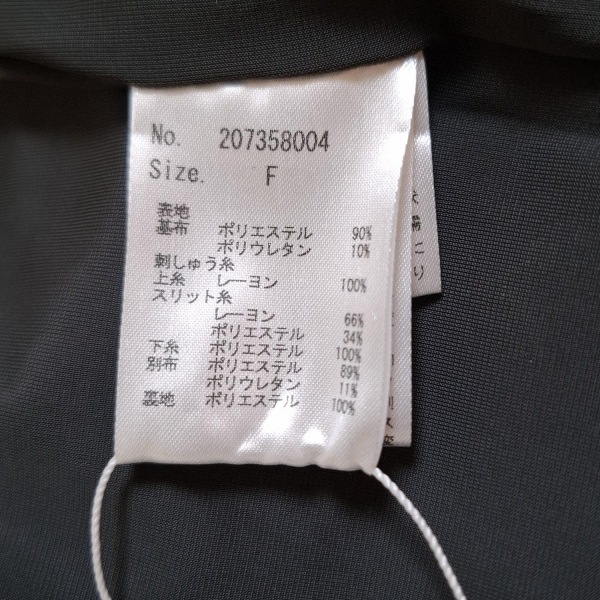 No. 207358004
Size. F
表地
基布 ポリエステル 90%
ポリウレタン 10%
刺しゅう糸
上糸 レーヨン 100%
スリット糸
レーヨン 66%
ポリエステル 34%
下糸 ポリエステル 100%
別布 ポリエステル 89%
ポリウレタン 11%
裏地 ポリエステル 100%